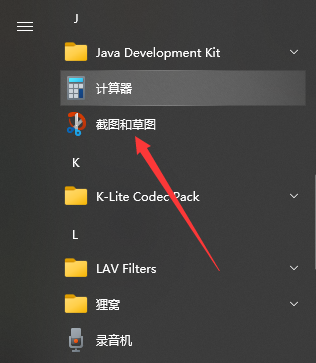 J
Java Development Kit
计算器
截图和草图
K
K-Lite Codec Pack
L
LAV Filters
狸窝
录音机